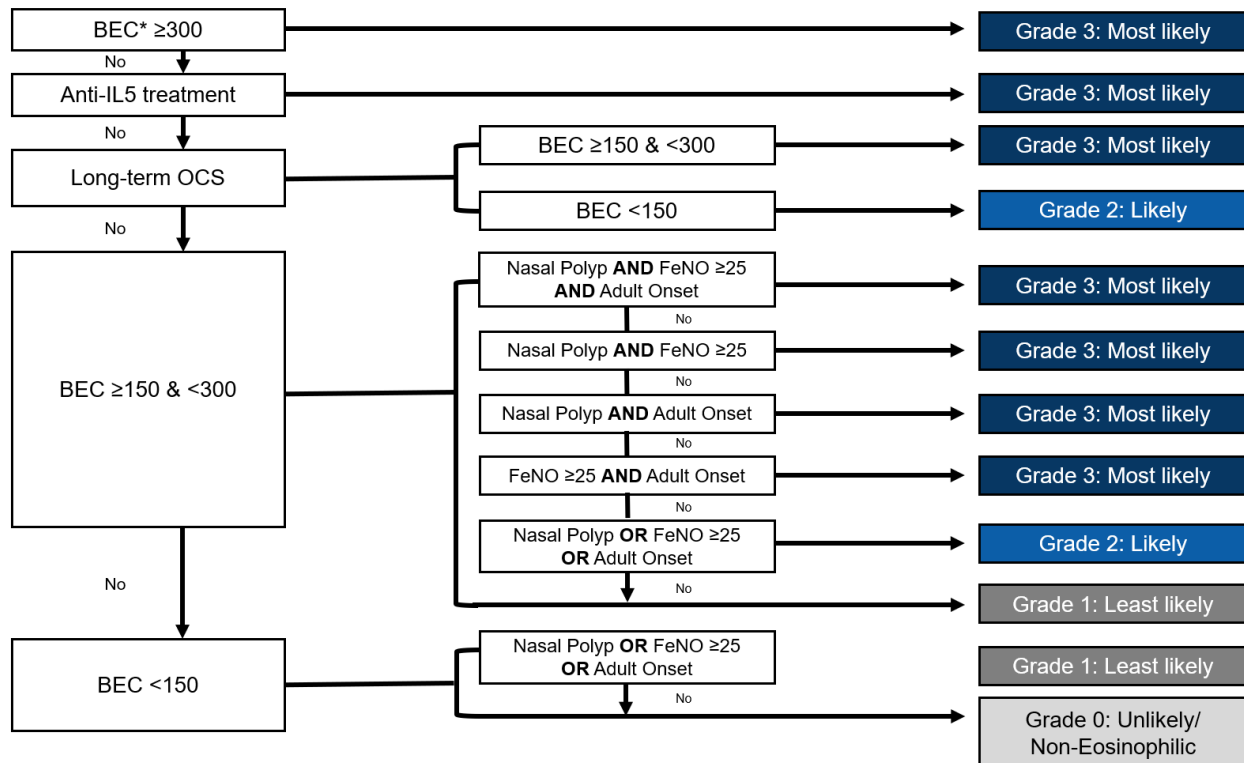 BEC* ≥300
Grade 3: Most likely
No
Anti-IL5 treatment
Grade 3: Most likely
No
Long-term OCS
BEC ≥150 & <300
Grade 3: Most likely
BEC <150
Grade 2: Likely
No
BEC ≥150 & <300
Nasal Polyp AND FeNO ≥25
AND Adult Onset
Grade 3: Most likely
No
Nasal Polyp AND FeNO ≥25
Grade 3: Most likely
No
Nasal Polyp AND Adult Onset
Grade 3: Most likely
No
FeNO ≥25 AND Adult Onset
Grade 3: Most likely
No
Nasal Polyp OR FeNO ≥25
OR Adult Onset
Grade 2: Likely
No
Grade 1: Least likely
No
BEC <150
Nasal Polyp OR FeNO ≥25
OR Adult Onset
Grade 1: Least likely
No
Grade 0: Unlikely/
Non-Eosinophilic